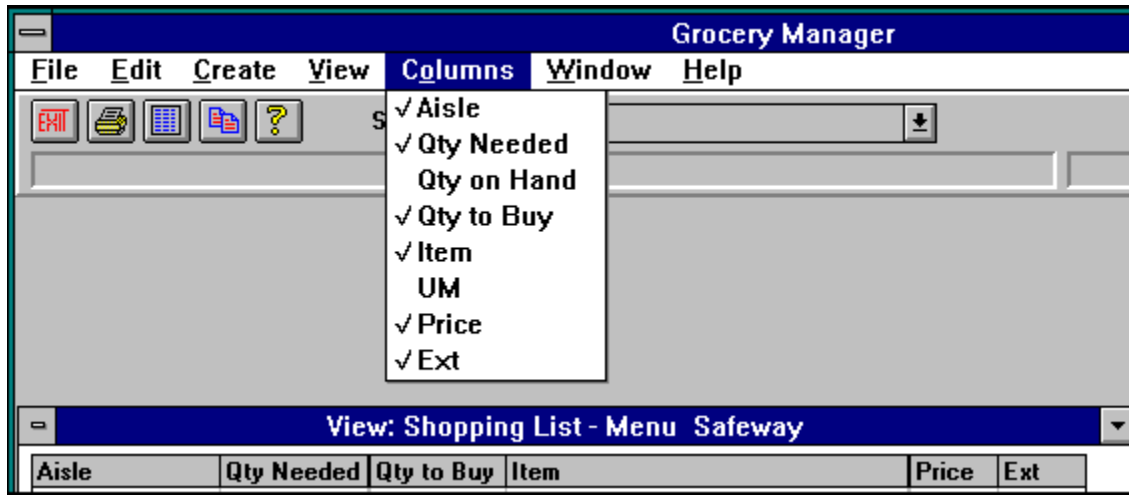 Grocery Manager
File Edit Create View Columns Window Help
EXIT ? S
✓ Aisle
✓ Qty Needed
Qty on Hand
✓ Qty to Buy
✓ Item
UM
✓ Price
✓ Ext
View: Shopping List - Menu Safeway
Aisle Qty Needed Qty to Buy Item Price Ext